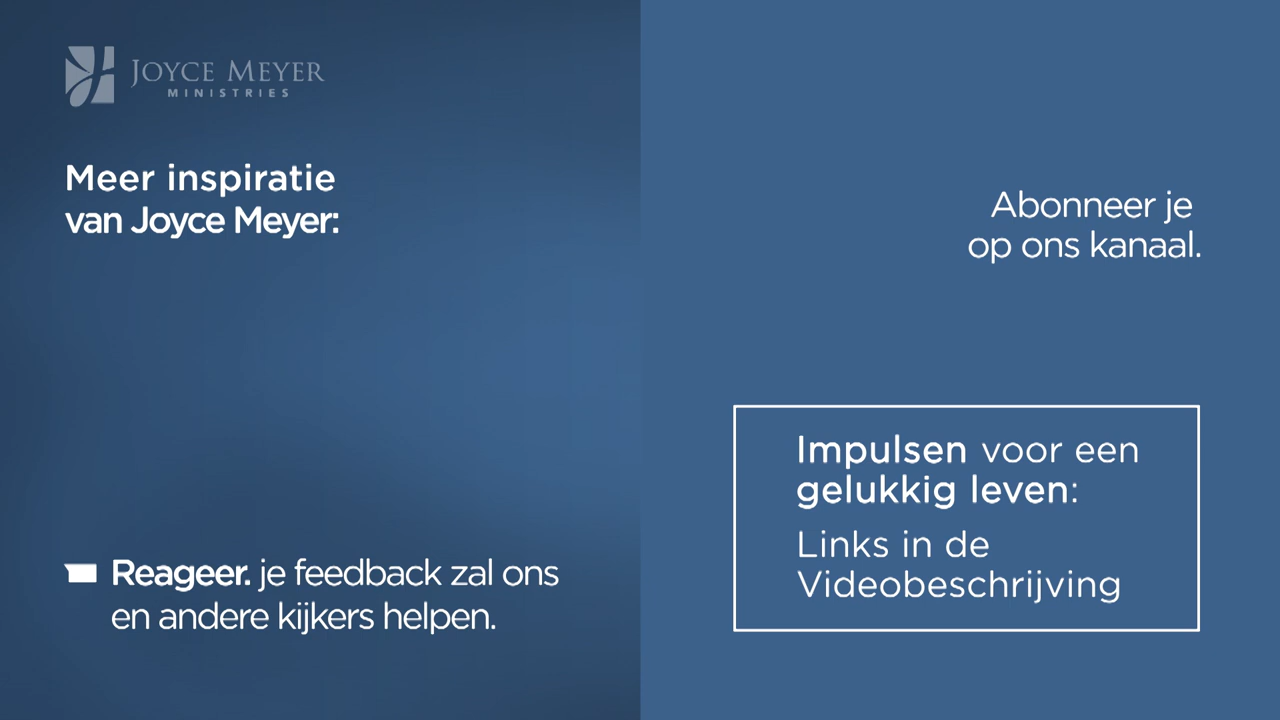 JOYCE MEYER
MINISTRIES
Meer inspiratie
van Joyce Meyer:
Abonneer je
op ons kanaal.
Impulsen voor een
gelukkig leven:
Links in de
Videobeschrijving
Reageer. je feedback zal ons
en andere kijkers helpen.